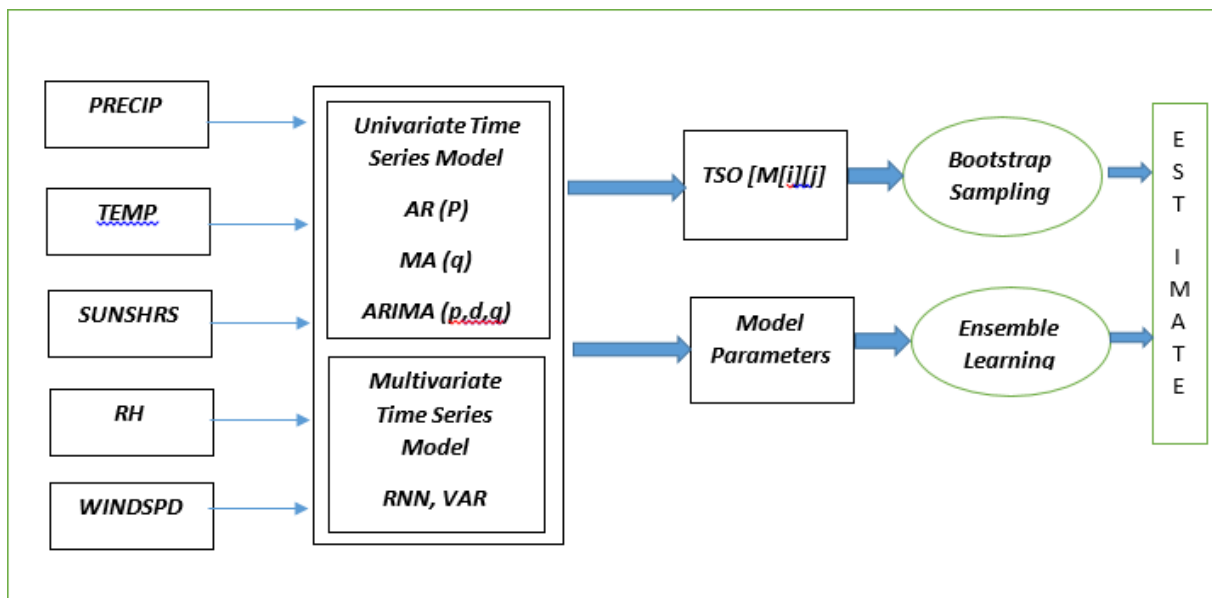 PRECIP
TEMP
SUNSHRS
RH
WINDSPD
Univariate Time
Series Model
AR (P)
MA (q)
ARIMA (p,d,q)
Multivariate
Time Series
Model
RNN, VAR
TSO [M[i][j]
Model
Parameters
Bootstrap
Sampling
Ensemble
Learning
E
S
T
I
M
A
T
E